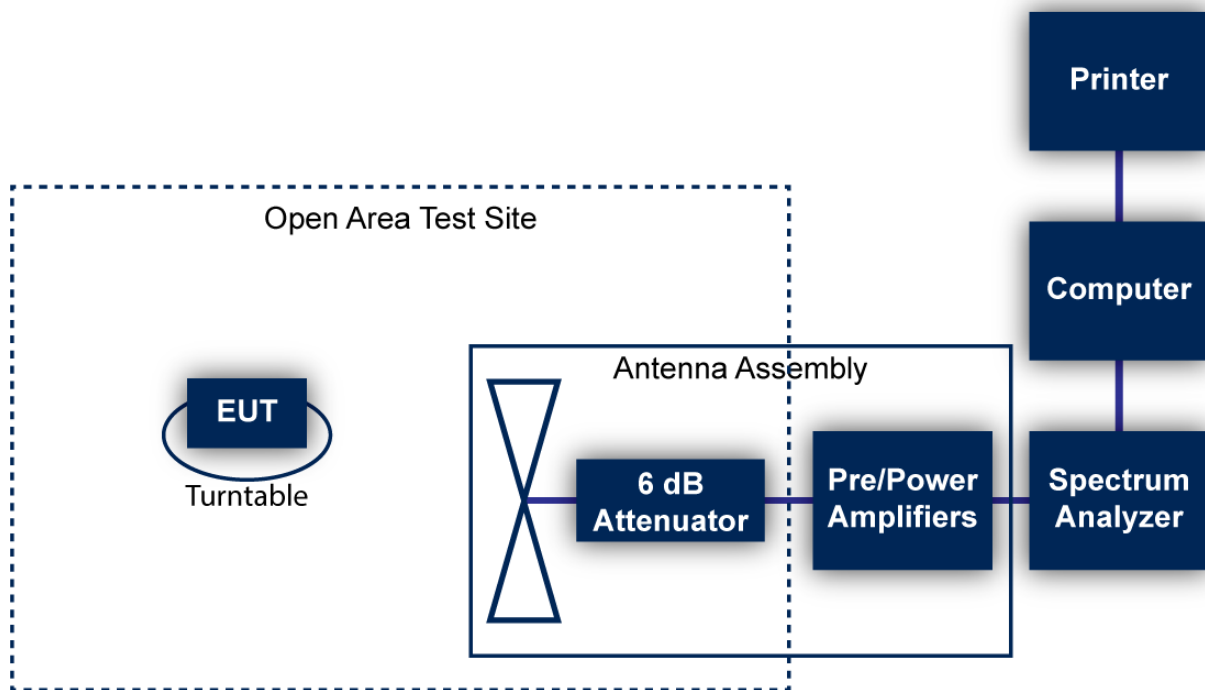 Printer
Open Area Test Site
Computer
Antenna Assembly
EUT
Turntable
6 dB
Attenuator
Pre/Power
Amplifiers
Spectrum
Analyzer